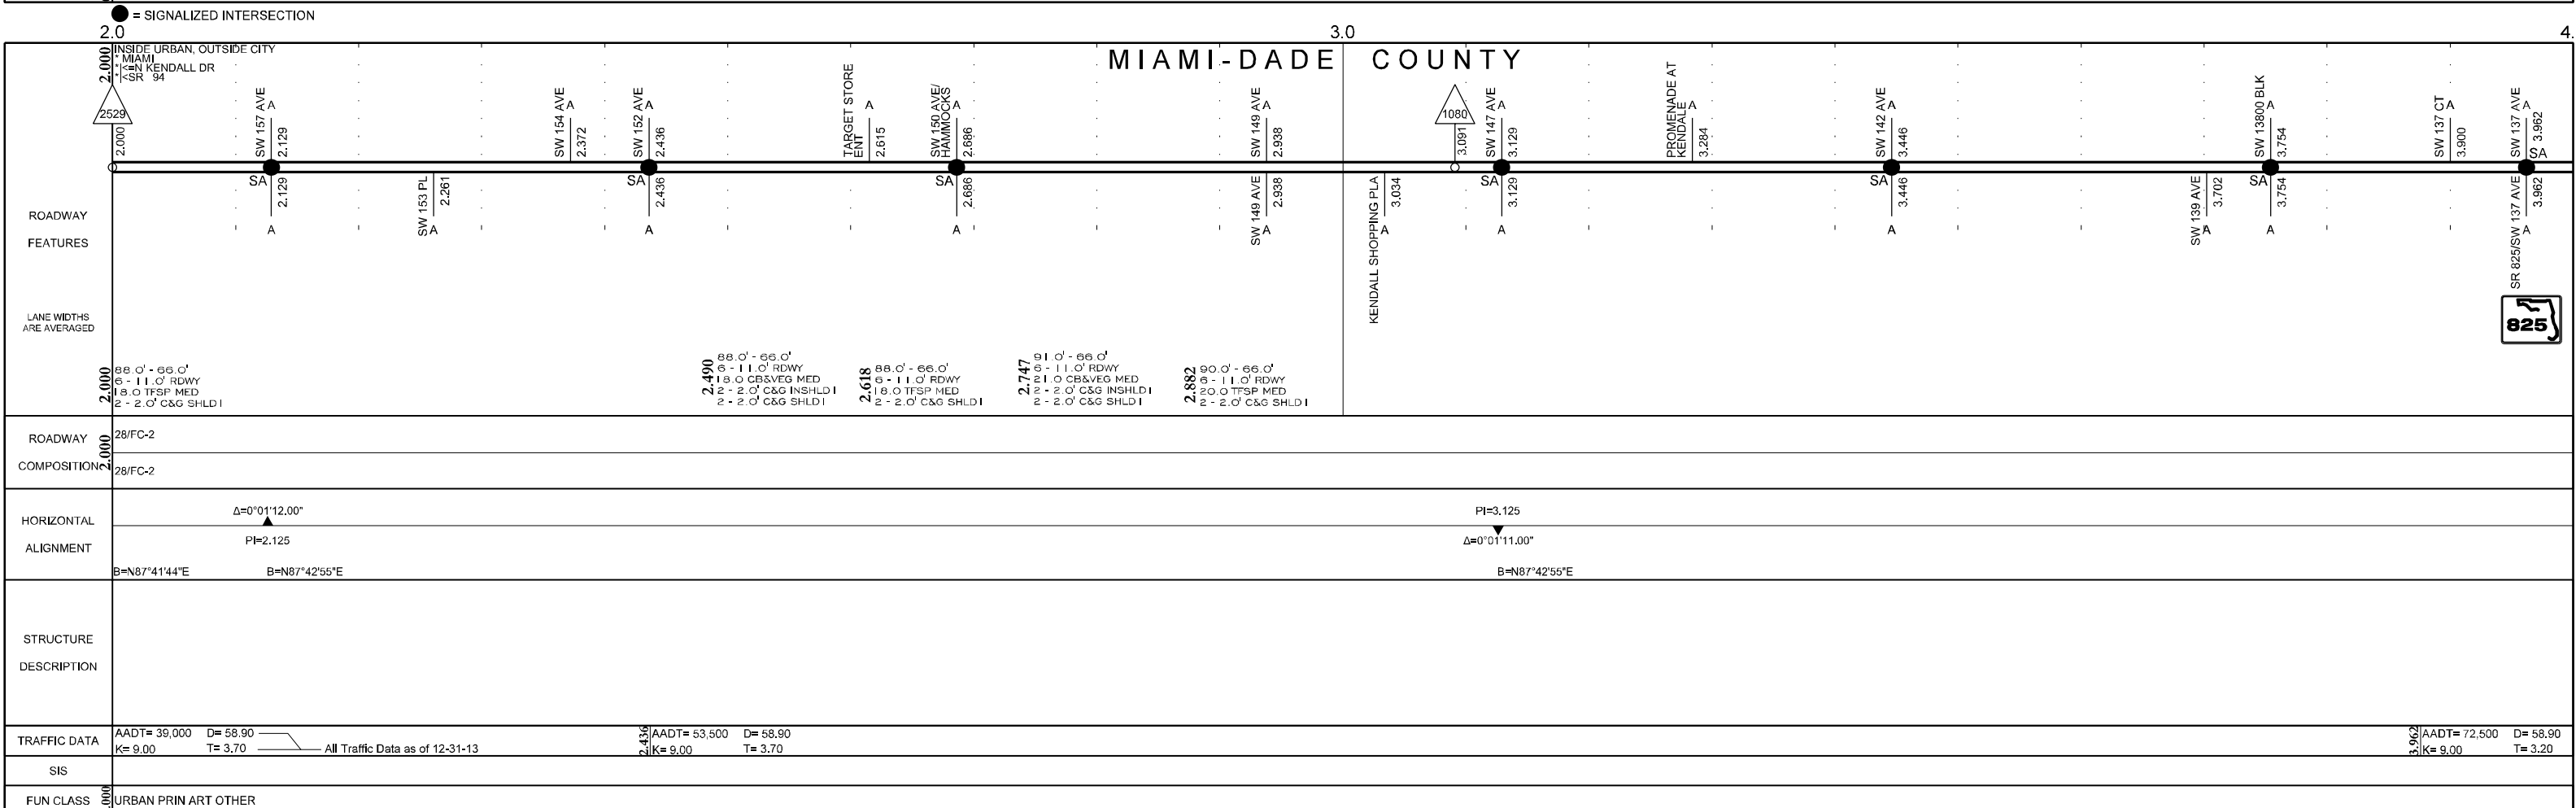 = SIGNALIZED INTERSECTION
2.0
3.0
4.
MIAMI-DADE COUNTY
2.000
INSIDE URBAN, OUTSIDE CITY
* MIAMI
*|<=N KENDALL DR
*|<SR 94
2529
2.000
SW 157 AVE A
2.129
SW 154 AVE A
2.372
SW 152 AVE A
2.436
TARGET STORE
ENT
A
2.615
SW 150 AVE/
HAMMOCKS
A
2.686
SW 149 AVE A
2.938
1080
3.091
SW 147 AVE A
3.129
PROMENADE AT
KENDALE
A
3.284
SW 142 AVE A
3.446
SW 13800 BLK A
3.754
SW 137 CT A
3.900
SW 137 AVE A
3.962
SA
SA
2.129
A
SW 153 PL
2.261
A
SA
2.436
A
SA
2.686
A
SW 149 AVE
2.938
A
KENDALL SHOPPING PLA
3.034
A
SA
3.129
A
SA
3.446
A
SW 139 AVE
3.702
A
SA
3.754
A
SR 825/SW 137 AVE
3.962
A
825
ROADWAY
FEATURES
LANE WIDTHS
ARE AVERAGED
2.000
88.0' - 66.0'
6 - 11.0' RDWY
18.0 TFSP MED
2 - 2.0' C&G SHLD1
2.490
88.0' - 66.0'
6 - 11.0' RDWY
18.0 CB&VEG MED
2 - 2.0' C&G INSHLD1
2 - 2.0' C&G SHLD1
2.618
88.0' - 66.0'
6 - 11.0' RDWY
18.0 TFSP MED
2 - 2.0' C&G SHLD1
2.747
91.0' - 66.0'
6 - 11.0' RDWY
21.0 CB&VEG MED
2 - 2.0' C&G INSHLD1
2 - 2.0' C&G SHLD1
2.882
90.0' - 66.0'
6 - 11.0' RDWY
20.0 TFSP MED
2 - 2.0' C&G SHLD1
ROADWAY
COMPOSITION
2.000
28/FC-2
28/FC-2
HORIZONTAL
ALIGNMENT
Δ=0°01'12.00"
PI=2.125
B=N87°41'44"E
B=N87°42'55"E
PI=3.125
Δ=0°01'11.00"
B=N87°42'55"E
STRUCTURE
DESCRIPTION
TRAFFIC DATA
AADT= 39,000 D= 58.90
K= 9.00 T= 3.70
All Traffic Data as of 12-31-13
2.436
AADT= 53,500 D= 58.90
K= 9.00 T= 3.70
3.962
AADT= 72,500 D= 58.90
K= 9.00 T= 3.20
SIS
FUN CLASS
URBAN PRIN ART OTHER